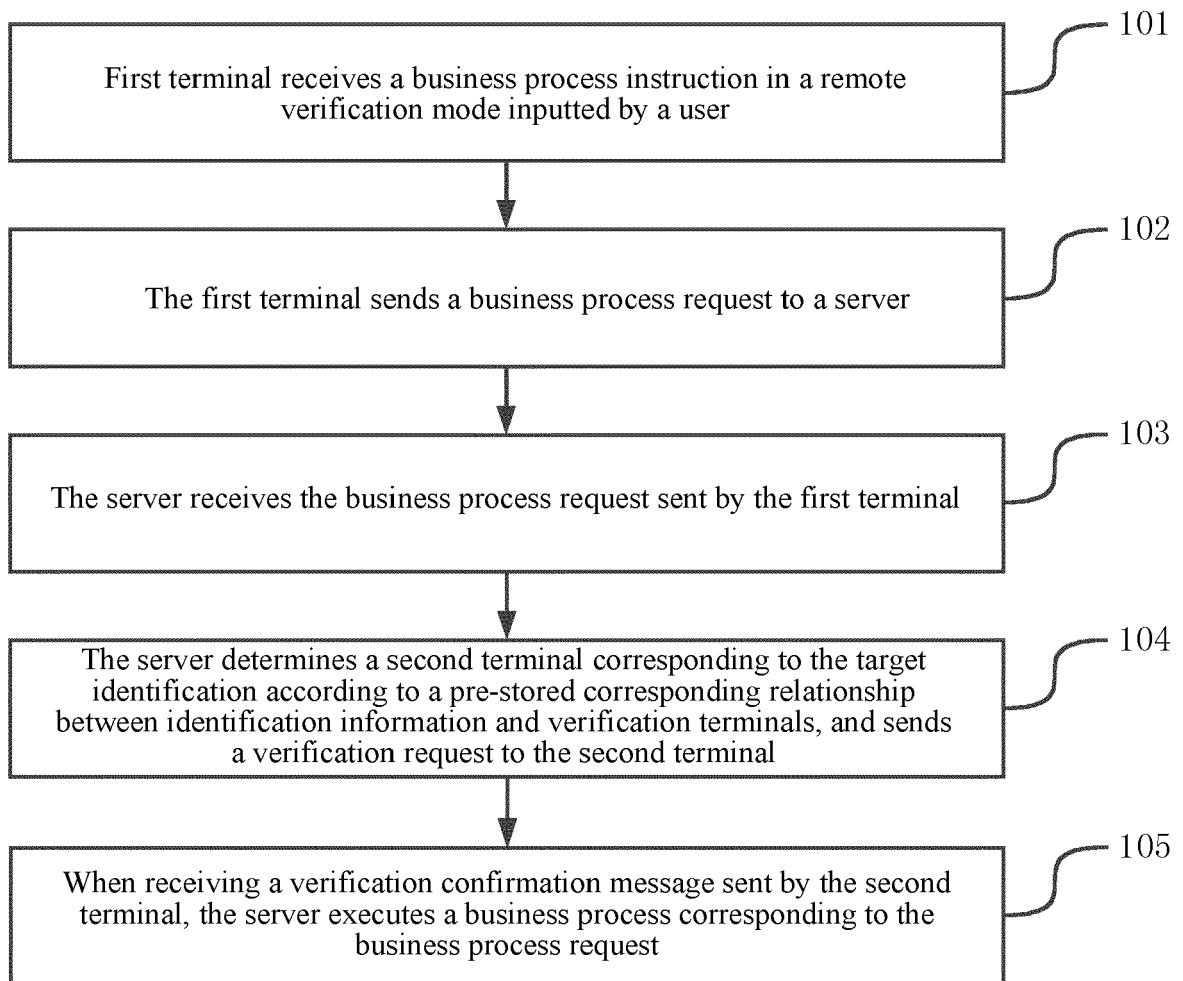 101
First terminal receives a business process instruction in a remote
verification mode inputted by a user
102
The first terminal sends a business process request to a server
103
The server receives the business process request sent by the first terminal
104
The server determines a second terminal corresponding to the target
identification according to a pre-stored corresponding relationship
between identification information and verification terminals, and sends
a verification request to the second terminal
105
When receiving a verification confirmation message sent by the second
terminal, the server executes a business process corresponding to the
business process request